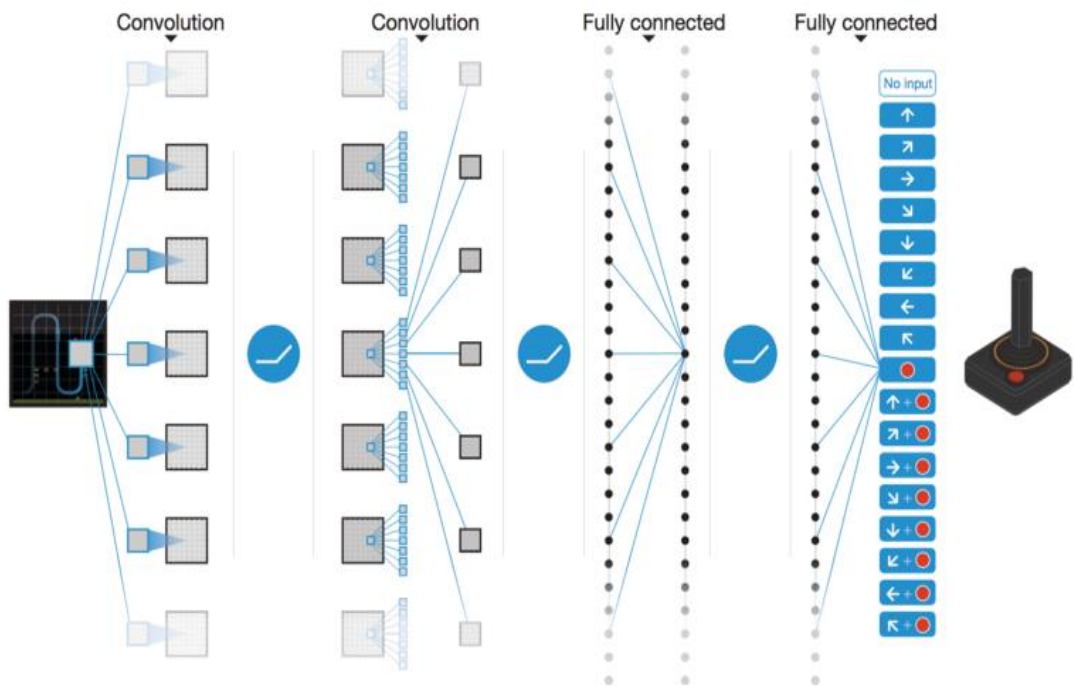 Convolution
Convolution
Fully connected
Fully connected
No input
+
+
+
+
+
+
+
+